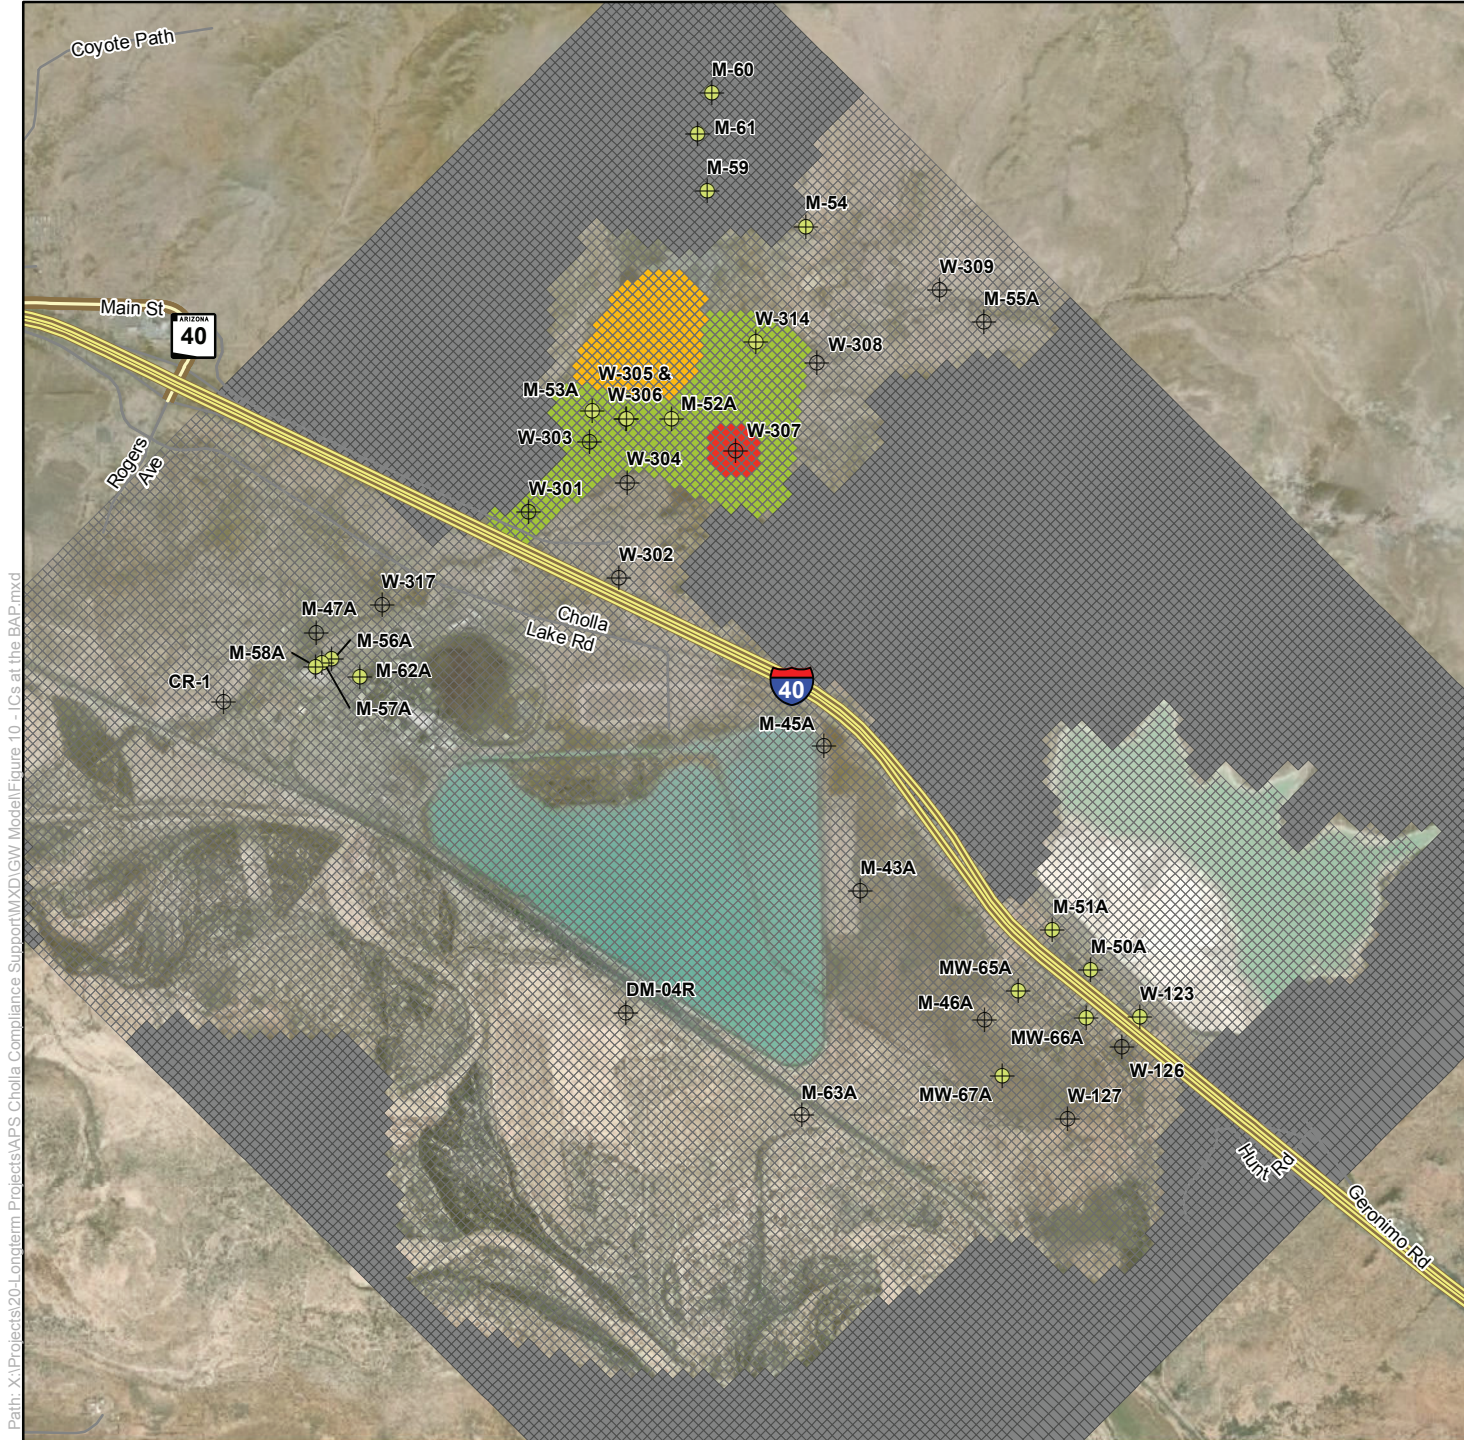 Coyote Path
M-60
M-61
M-59
M-54
W-309
M-55A
Main St
ARIZONA
40
W-314
W-308
W-305 &
W-306
M-53A
M-52A
W-303
W-307
Rogers
Ave
W-304
W-301
W-302
W-317
M-47A
Cholla
Lake Rd
M-56A
M-58A
M-62A
CR-1
M-57A
40
M-45A
M-43A
M-51A
M-50A
MW-65A
DM-04R
M-46A
W-123
MW-66A
W-126
MW-67A
W-127
M-63A
Hunt Rd
Geronimo Rd
Path: X:\Projects\20-Longterm Projects\APS Cholla Compliance Support\MXD\GW Model\Figure 10 - ICs at the BAP.mxd